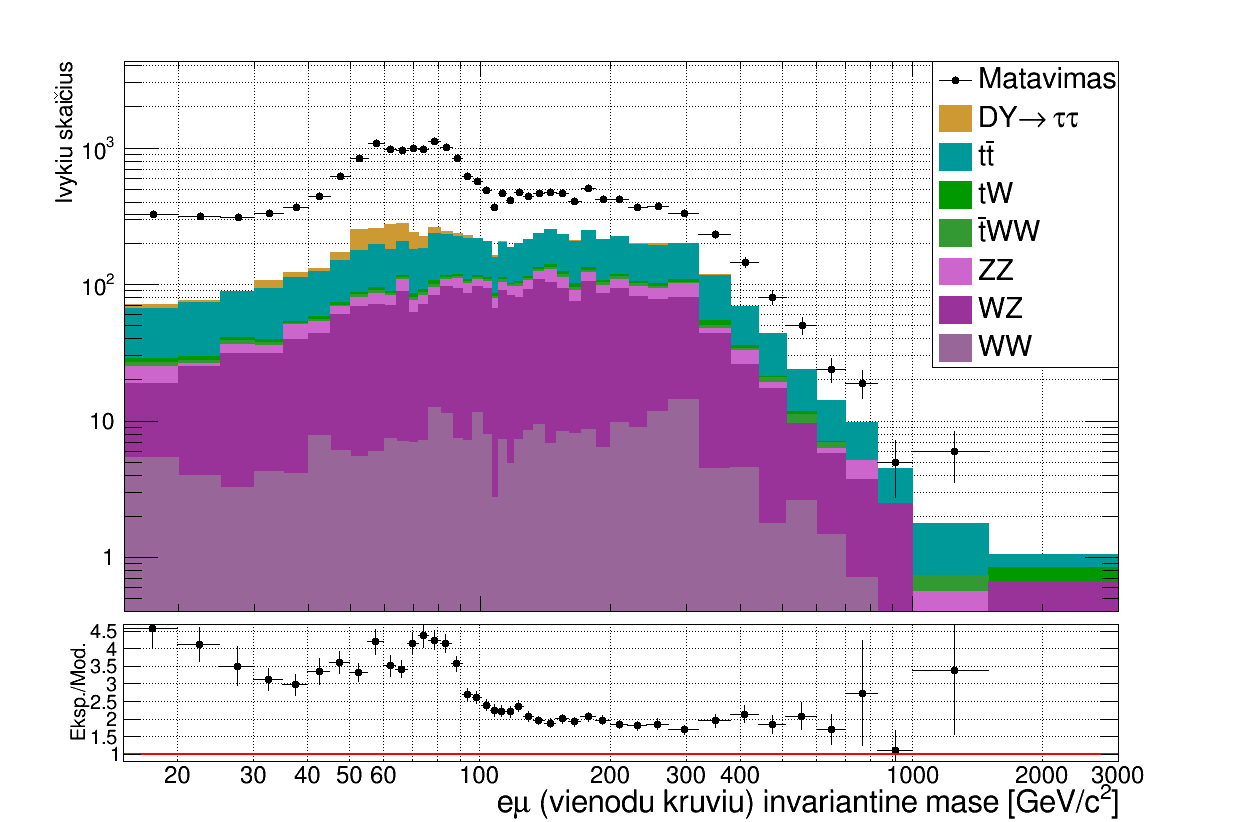 Ivykiu skaičius
10³
10²
10
1
Matavimas
DY→ ττ
tt̄
tW
t̄WW
ZZ
WZ
WW
Eksp./Mod.
4.5
4
3.5
3
2.5
2
1.5
1
20 30 40 50 60 100 200 300 400 1000 2000 3000
eμ (vienodu kruviu) invariantine mase [GeV/c²]